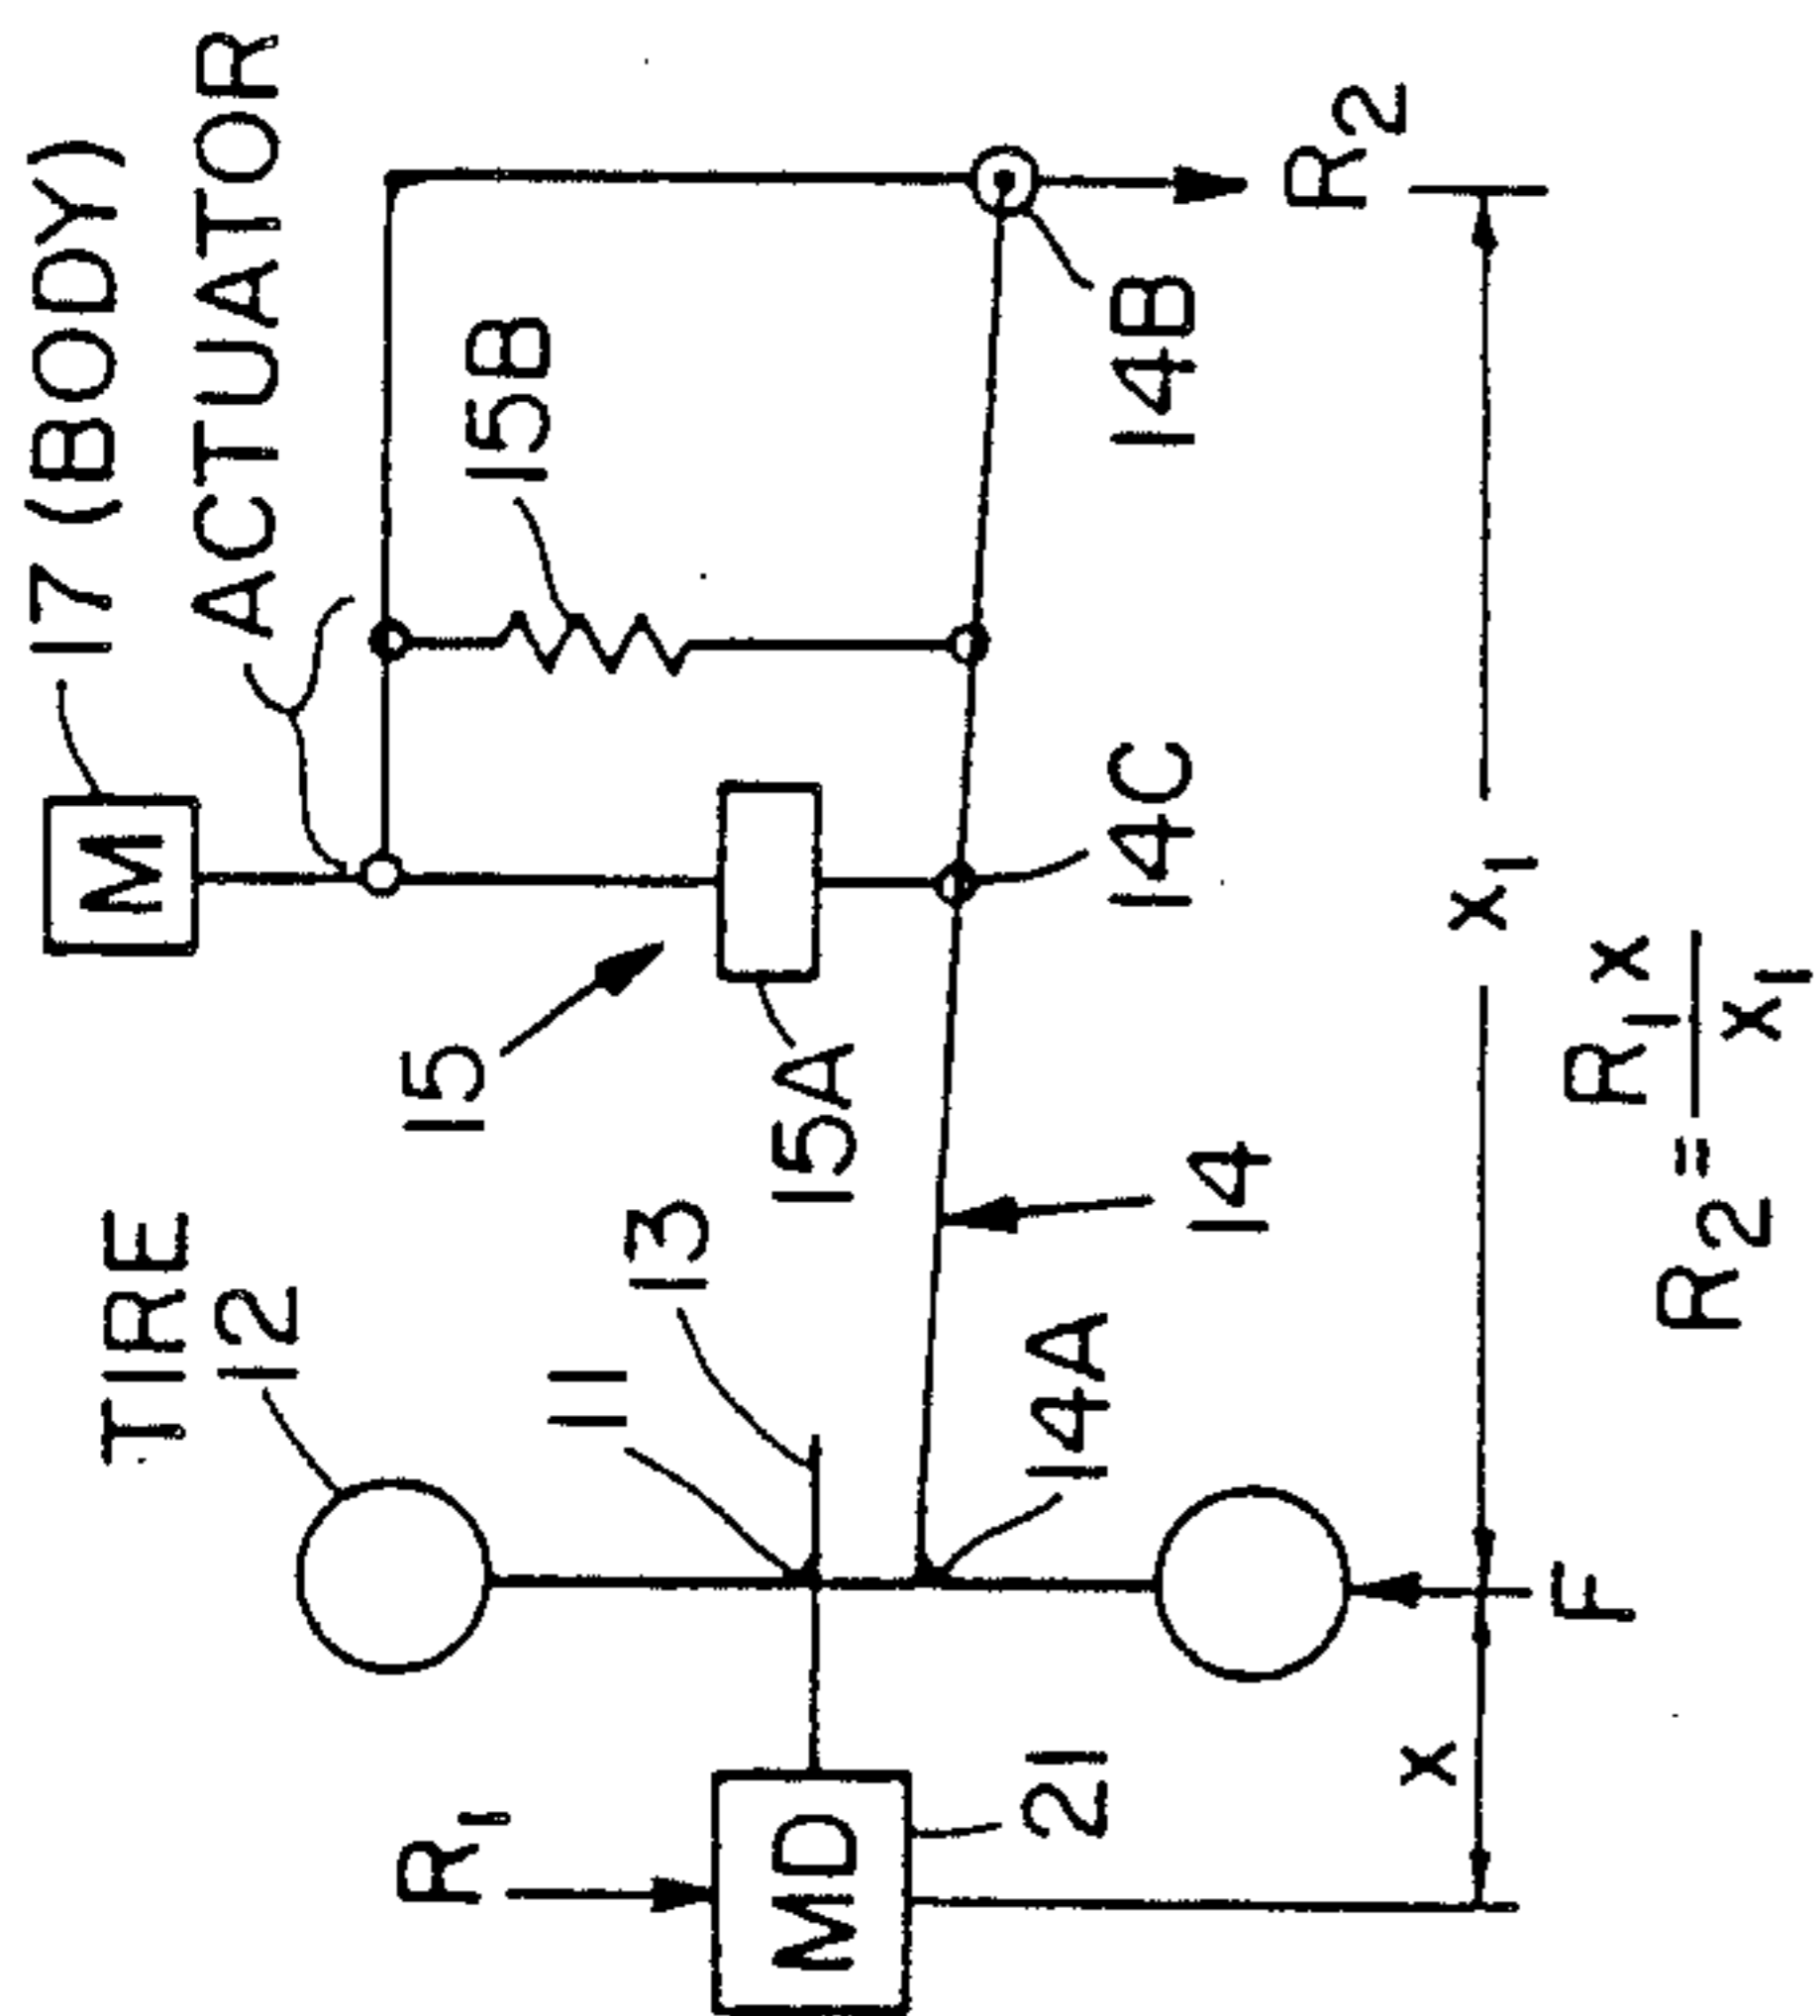 17 (BODY)
M
TIRE
ACTUATOR
12
R1
15
15B
11
13
MD
15A
21
14A
14C
14B
14
R2
x
x1
F
R2 = R1 x
x1